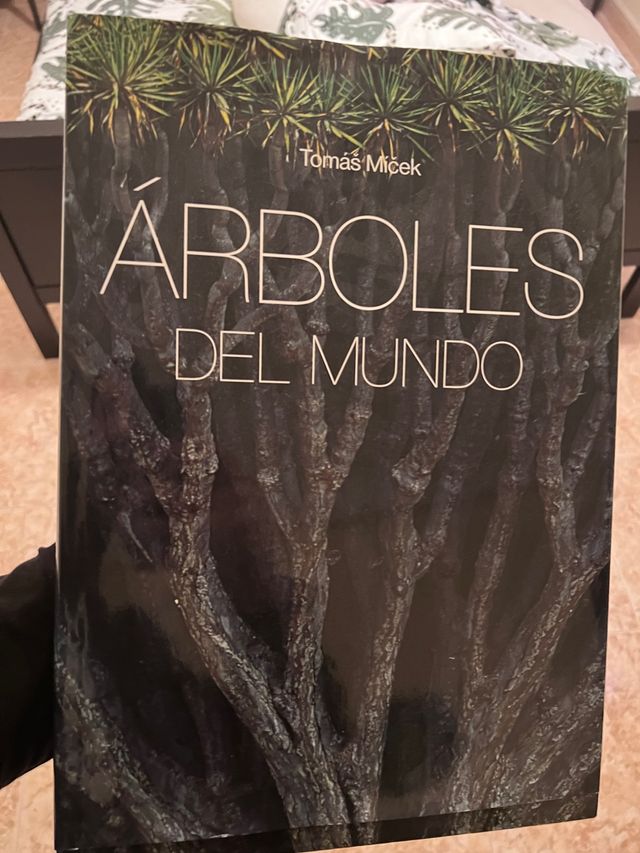 Tomáš Míček
ÁRBOLES
DEL MUNDO